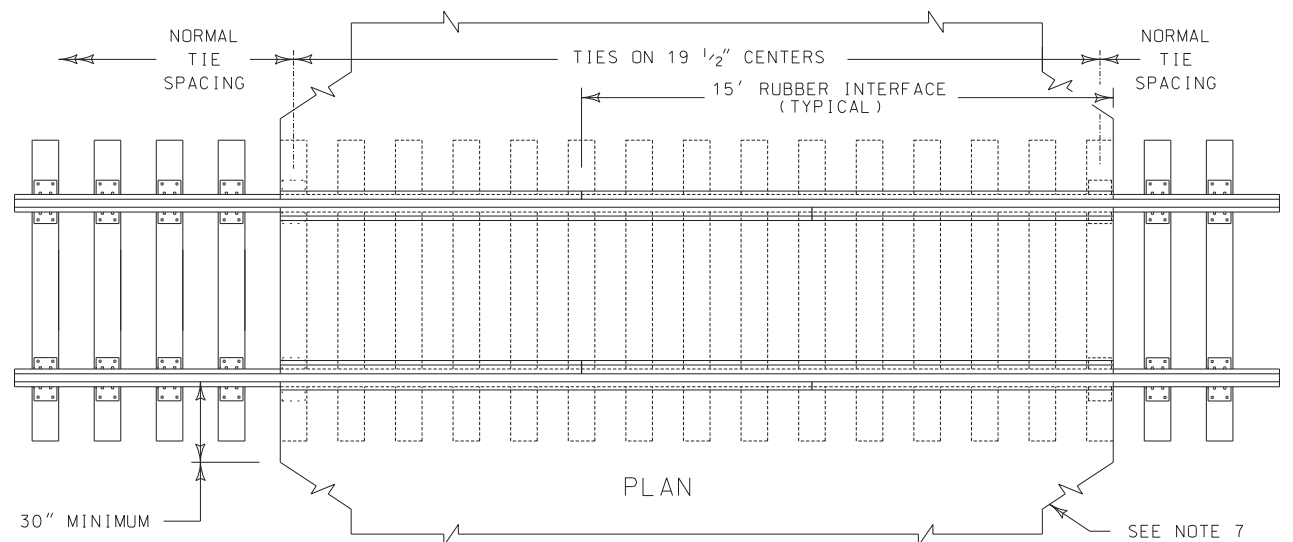 NORMAL
TIE
SPACING
TIES ON 19 1/2" CENTERS
NORMAL
TIE
SPACING
15' RUBBER INTERFACE
(TYPICAL)
PLAN
30" MINIMUM
SEE NOTE 7